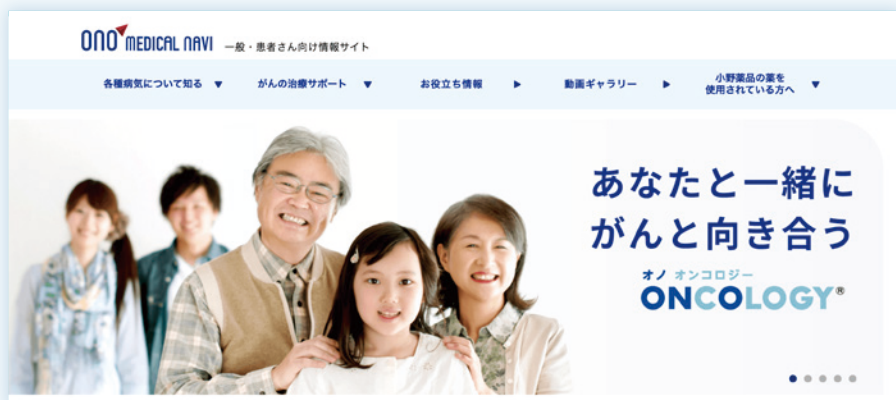 ONO MEDICAL NAVI 一般・患者さん向け情報サイト
各種病気について知る ▼ がんの治療サポート ▼ お役立ち情報 ▶ 動画ギャラリー ▶ 小野薬品の薬を
使用されている方へ ▼
あなたと一緒に
がんと向き合う
オノ オンコロジー
ONCOLOGY®